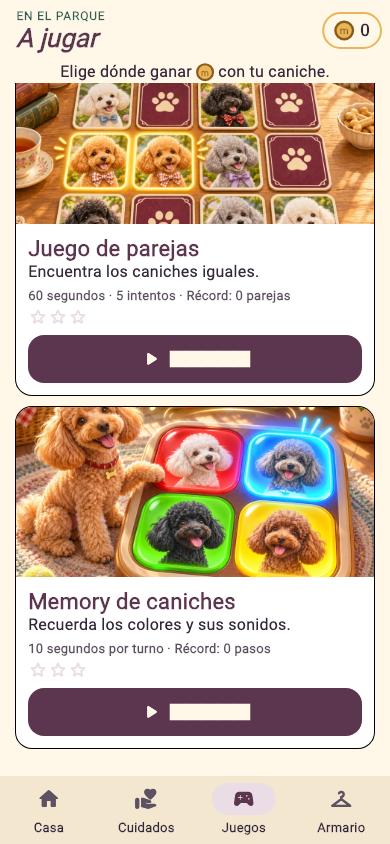 EN EL PARQUE
A jugar
m 0
Elige dónde ganar m con tu caniche.
Juego de parejas
Encuentra los caniches iguales.
60 segundos · 5 intentos · Récord: 0 parejas
Memory de caniches
Recuerda los colores y sus sonidos.
10 segundos por turno · Récord: 0 pasos
Casa
Cuidados
Juegos
Armario